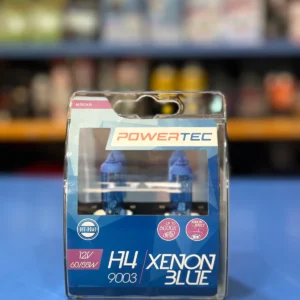 POWERTEC
12V
60/55W
H4
9003
XENON
BLUE